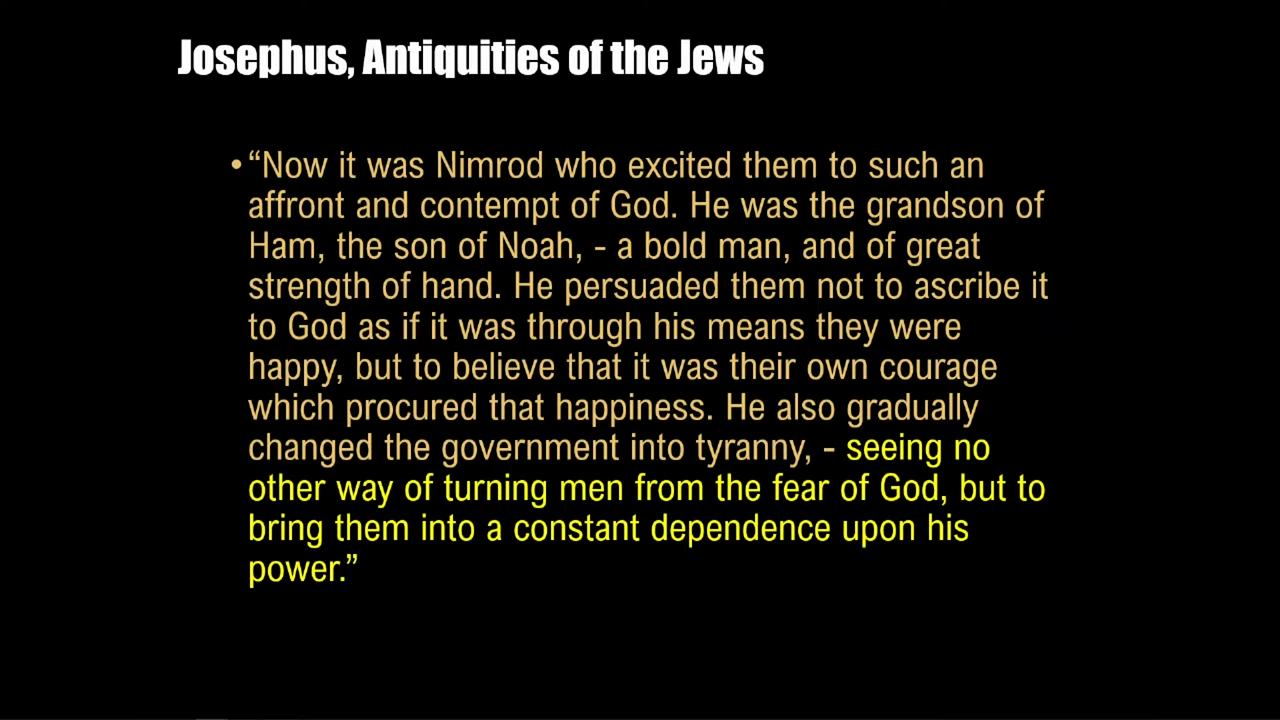 Josephus, Antiquities of the Jews
• “Now it was Nimrod who excited them to such an
affront and contempt of God. He was the grandson of
Ham, the son of Noah, - a bold man, and of great
strength of hand. He persuaded them not to ascribe it
to God as if it was through his means they were
happy, but to believe that it was their own courage
which procured that happiness. He also gradually
changed the government into tyranny, - seeing no
other way of turning men from the fear of God, but to
bring them into a constant dependence upon his
power.”